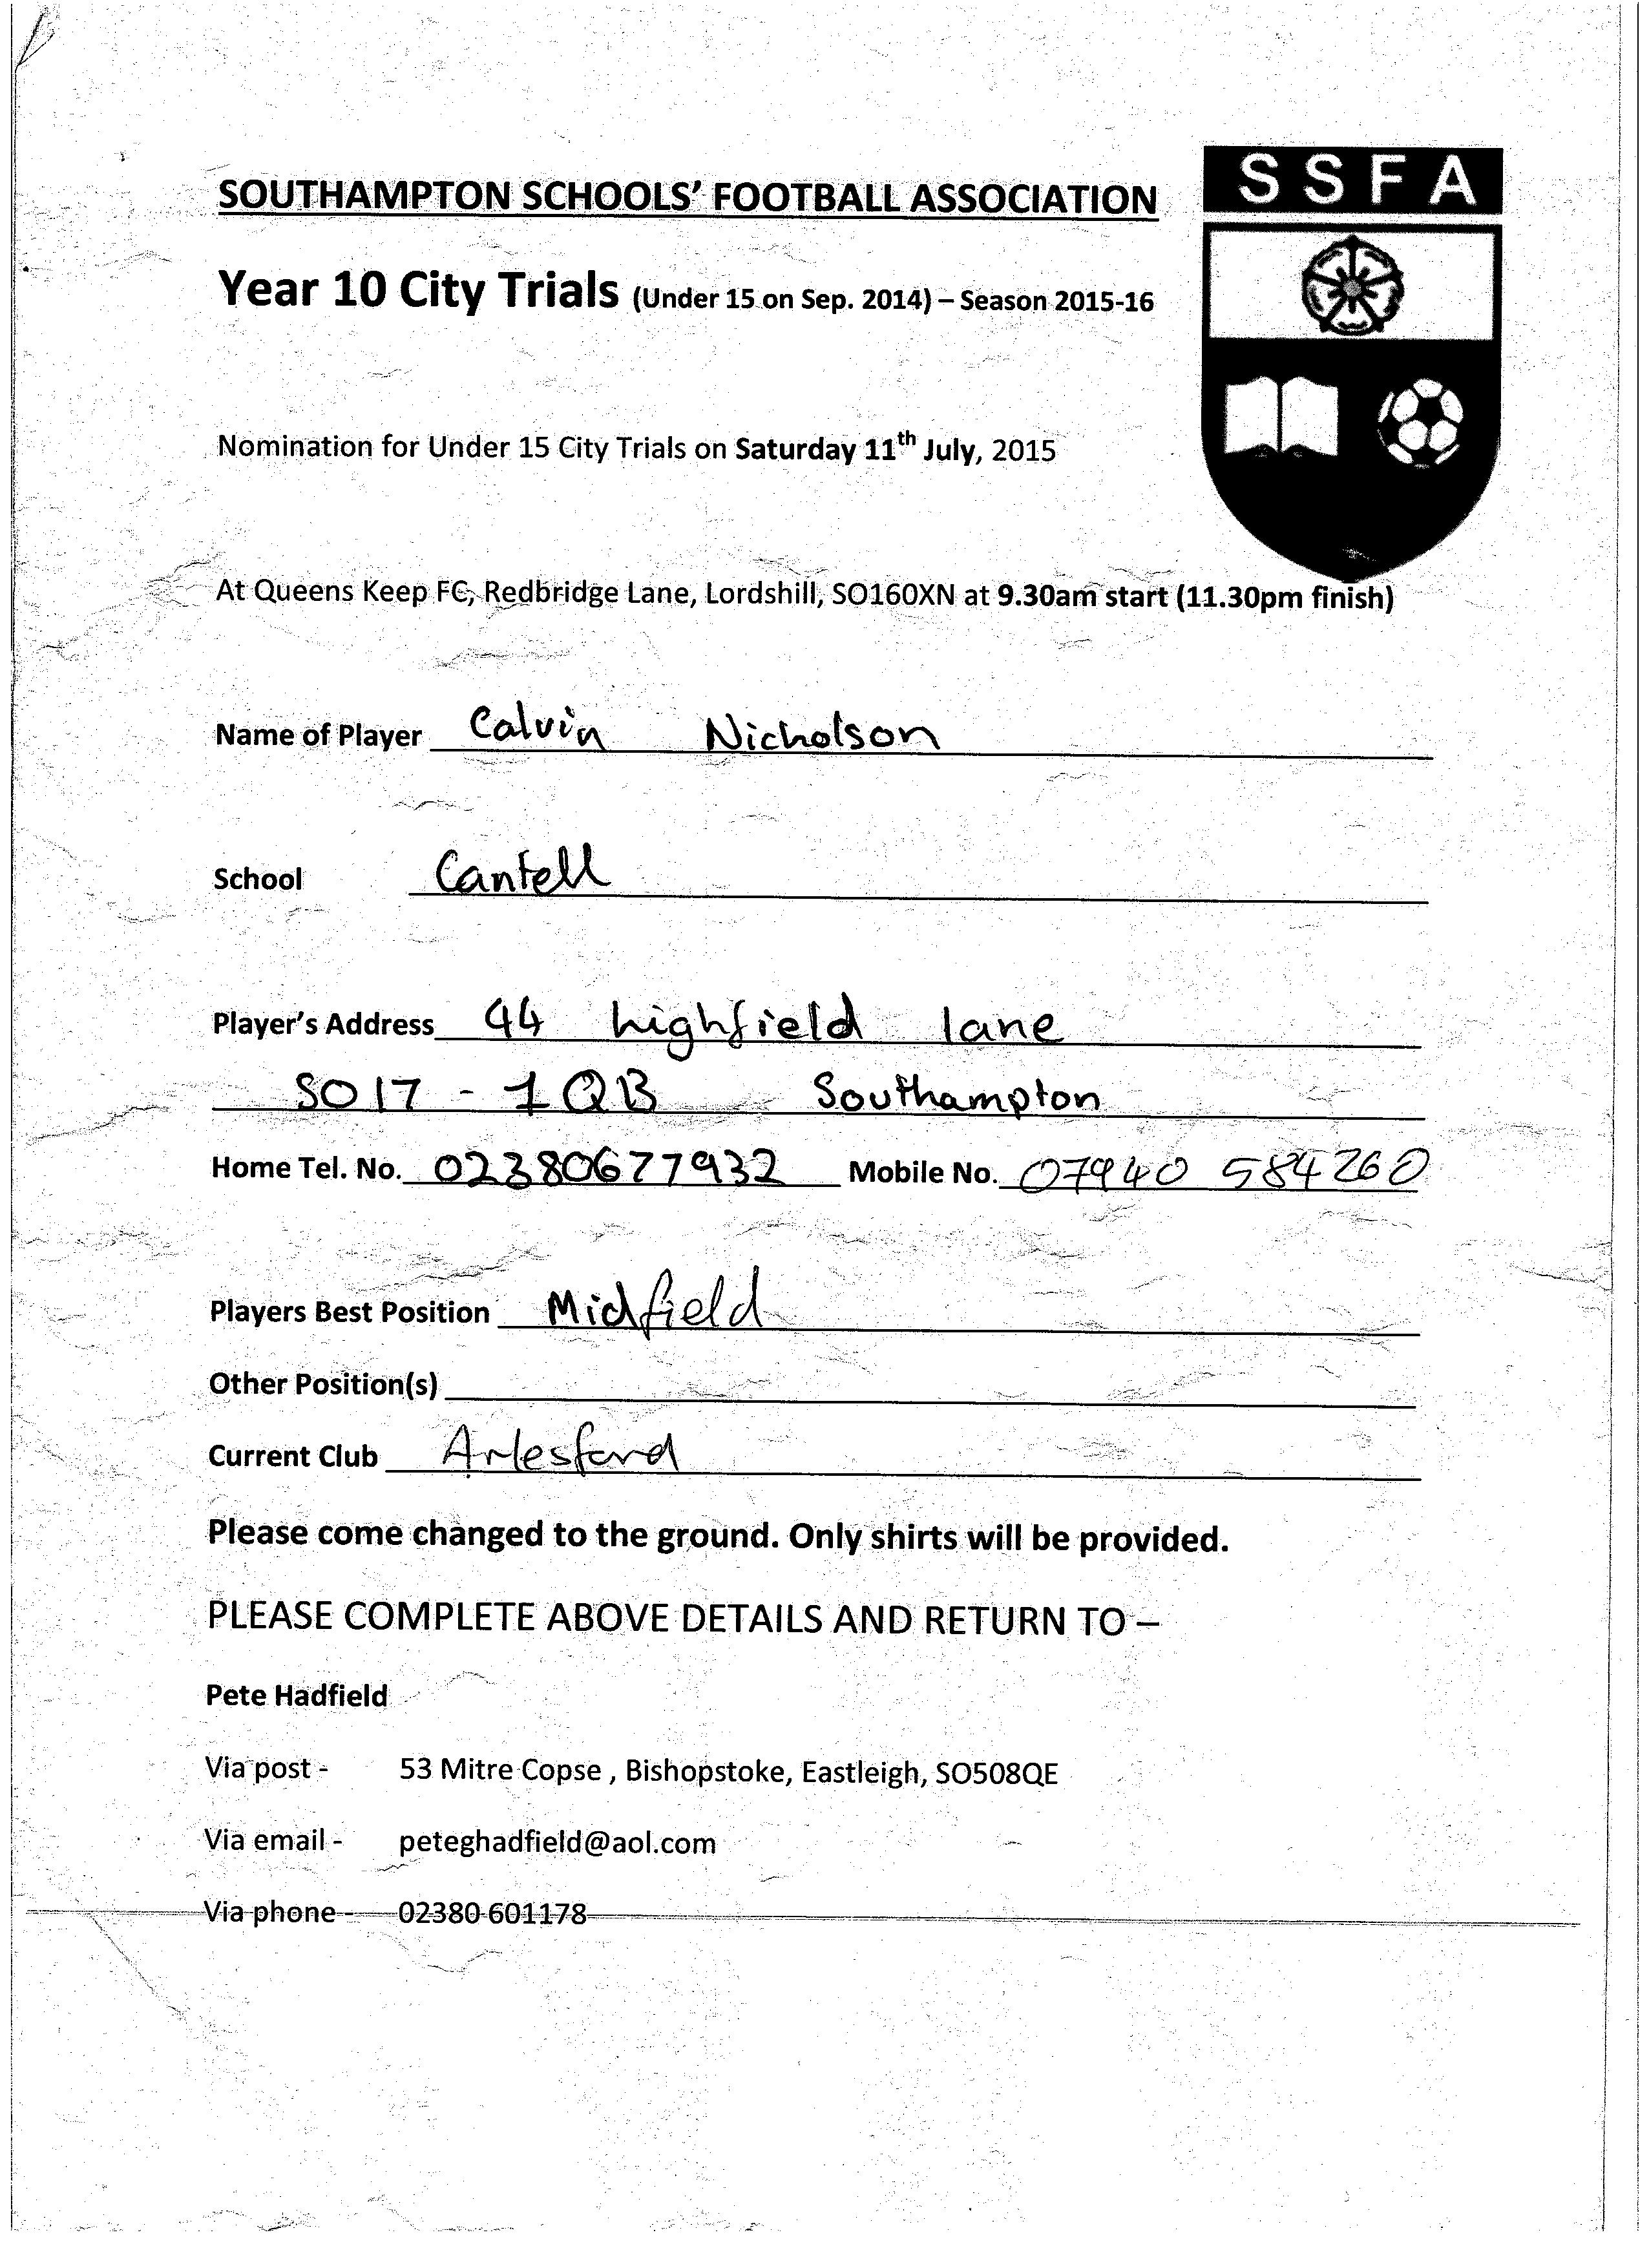 SSFA
SOUTHAMPTON SCHOOLS' FOOTBALL ASSOCIATION
Year 10 City Trials (Under 15 on Sep. 2014) – Season 2015-16
Nomination for Under 15 City Trials on Saturday 11th July, 2015
At Queens Keep FC, Redbridge Lane, Lordshill, SO160XN at 9.30am start (11.30pm finish)
Name of Player Calvin Nicholson
School Cantell
Player's Address 44 highfield lane
SO17 - 1QB Southampton
Home Tel. No. 02380677932 Mobile No. 07940 584260
Players Best Position Midfield
Other Position(s)
Current Club Arlesford
Please come changed to the ground. Only shirts will be provided.
PLEASE COMPLETE ABOVE DETAILS AND RETURN TO –
Pete Hadfield
Via post - 53 Mitre Copse , Bishopstoke, Eastleigh, SO508QE
Via email - peteghadfield@aol.com
Via phone - 02380 601178